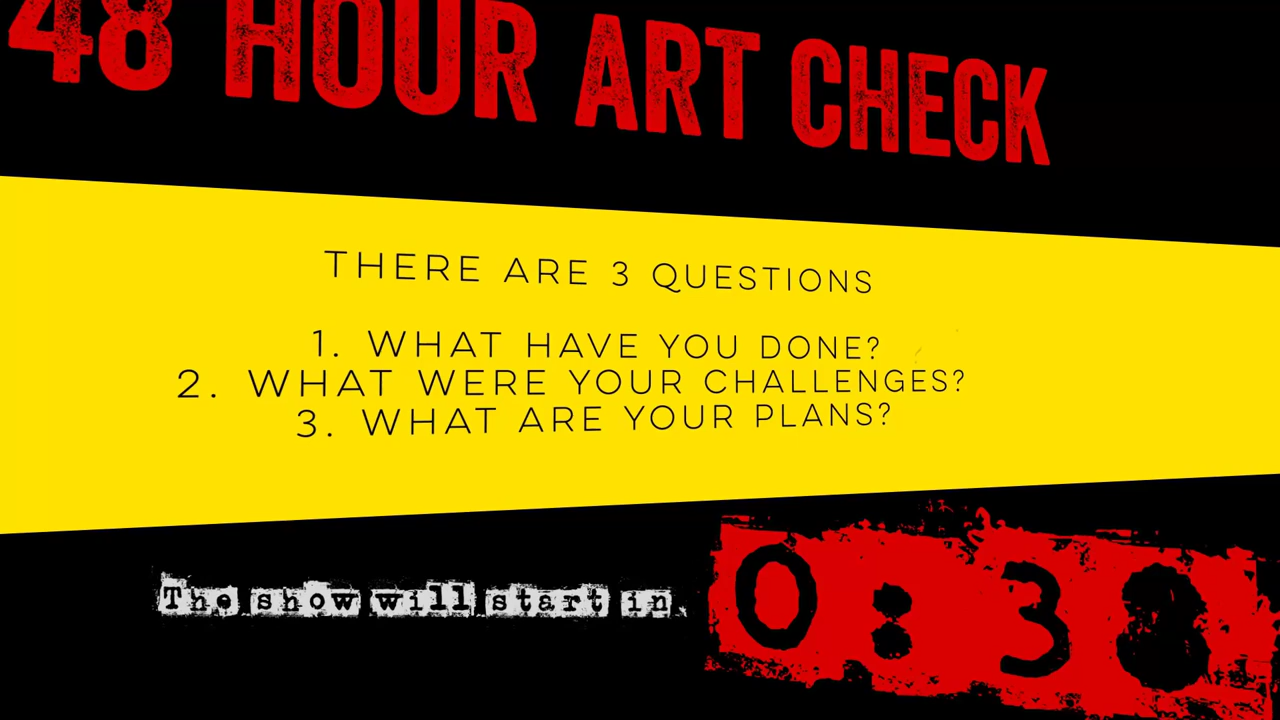 48 HOUR ART CHECK
THERE ARE 3 QUESTIONS
1. WHAT HAVE YOU DONE?
2. WHAT WERE YOUR CHALLENGES?
3. WHAT ARE YOUR PLANS?
The show will start in
0:38